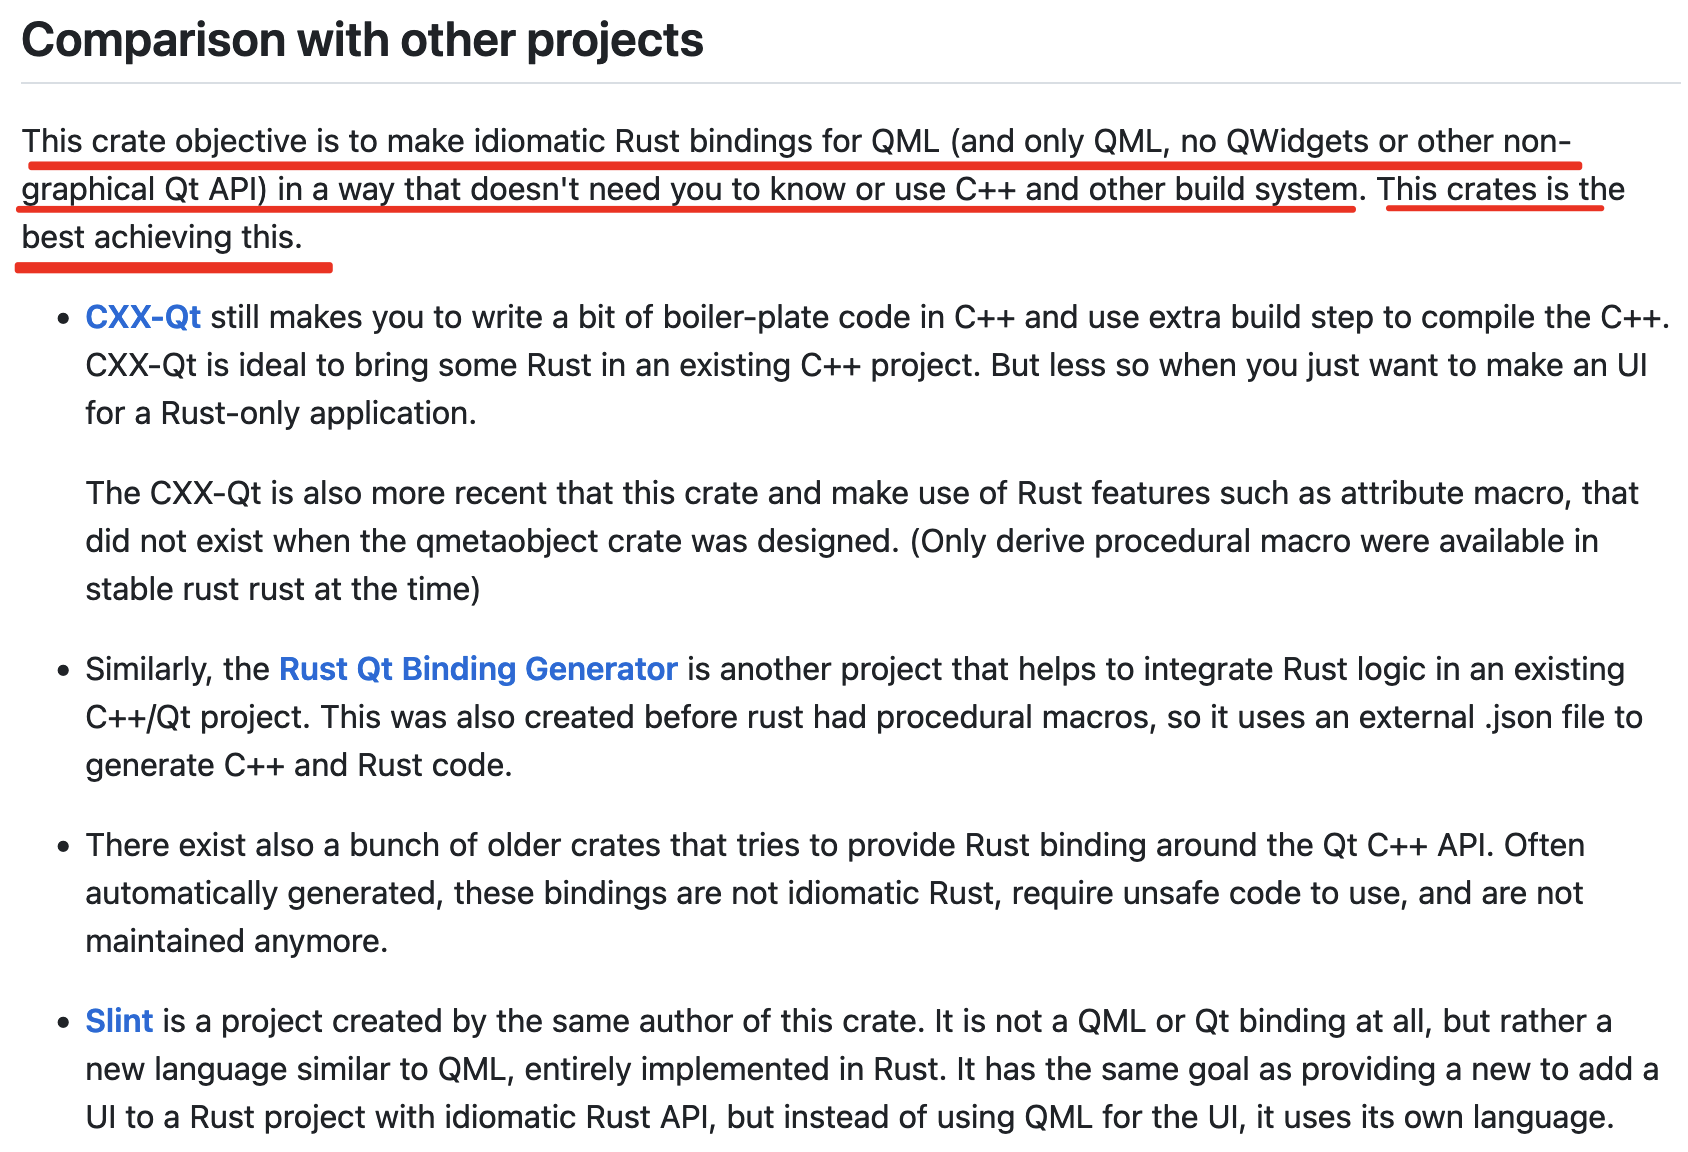 Comparison with other projects
This crate objective is to make idiomatic Rust bindings for QML (and only QML, no QWidgets or other non-
graphical Qt API) in a way that doesn't need you to know or use C++ and other build system. This crates is the
best achieving this.
• CXX-Qt still makes you to write a bit of boiler-plate code in C++ and use extra build step to compile the C++.
CXX-Qt is ideal to bring some Rust in an existing C++ project. But less so when you just want to make an UI
for a Rust-only application.
The CXX-Qt is also more recent that this crate and make use of Rust features such as attribute macro, that
did not exist when the qmetaobject crate was designed. (Only derive procedural macro were available in
stable rust rust at the time)
• Similarly, the Rust Qt Binding Generator is another project that helps to integrate Rust logic in an existing
C++/Qt project. This was also created before rust had procedural macros, so it uses an external .json file to
generate C++ and Rust code.
• There exist also a bunch of older crates that tries to provide Rust binding around the Qt C++ API. Often
automatically generated, these bindings are not idiomatic Rust, require unsafe code to use, and are not
maintained anymore.
• Slint is a project created by the same author of this crate. It is not a QML or Qt binding at all, but rather a
new language similar to QML, entirely implemented in Rust. It has the same goal as providing a new to add a
UI to a Rust project with idiomatic Rust API, but instead of using QML for the UI, it uses its own language.